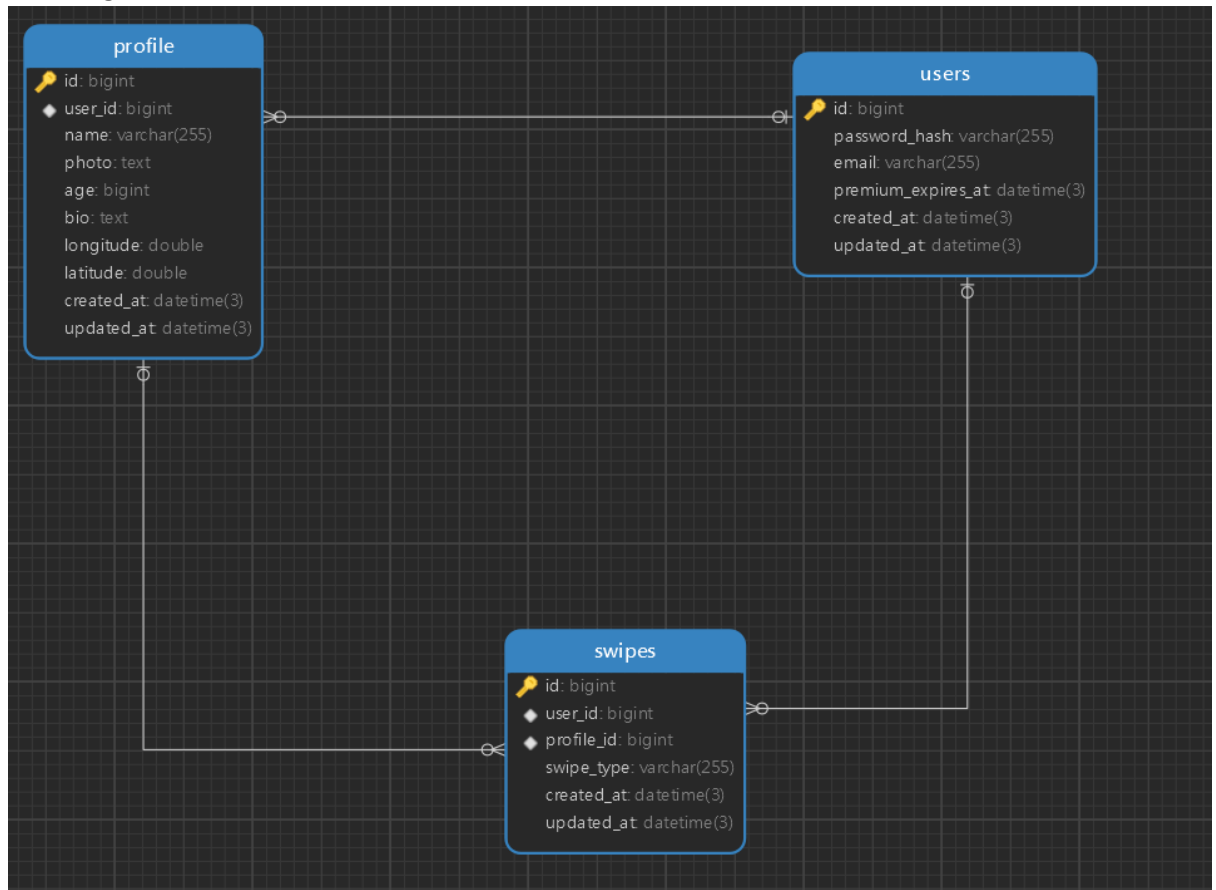 profile
id: bigint
user_id: bigint
name: varchar(255)
photo: text
age: bigint
bio: text
longitude: double
latitude: double
created_at: datetime(3)
updated_at: datetime(3)
users
id: bigint
password_hash: varchar(255)
email: varchar(255)
premium_expires_at: datetime(3)
created_at: datetime(3)
updated_at: datetime(3)
swipes
id: bigint
user_id: bigint
profile_id: bigint
swipe_type: varchar(255)
created_at: datetime(3)
updated_at: datetime(3)